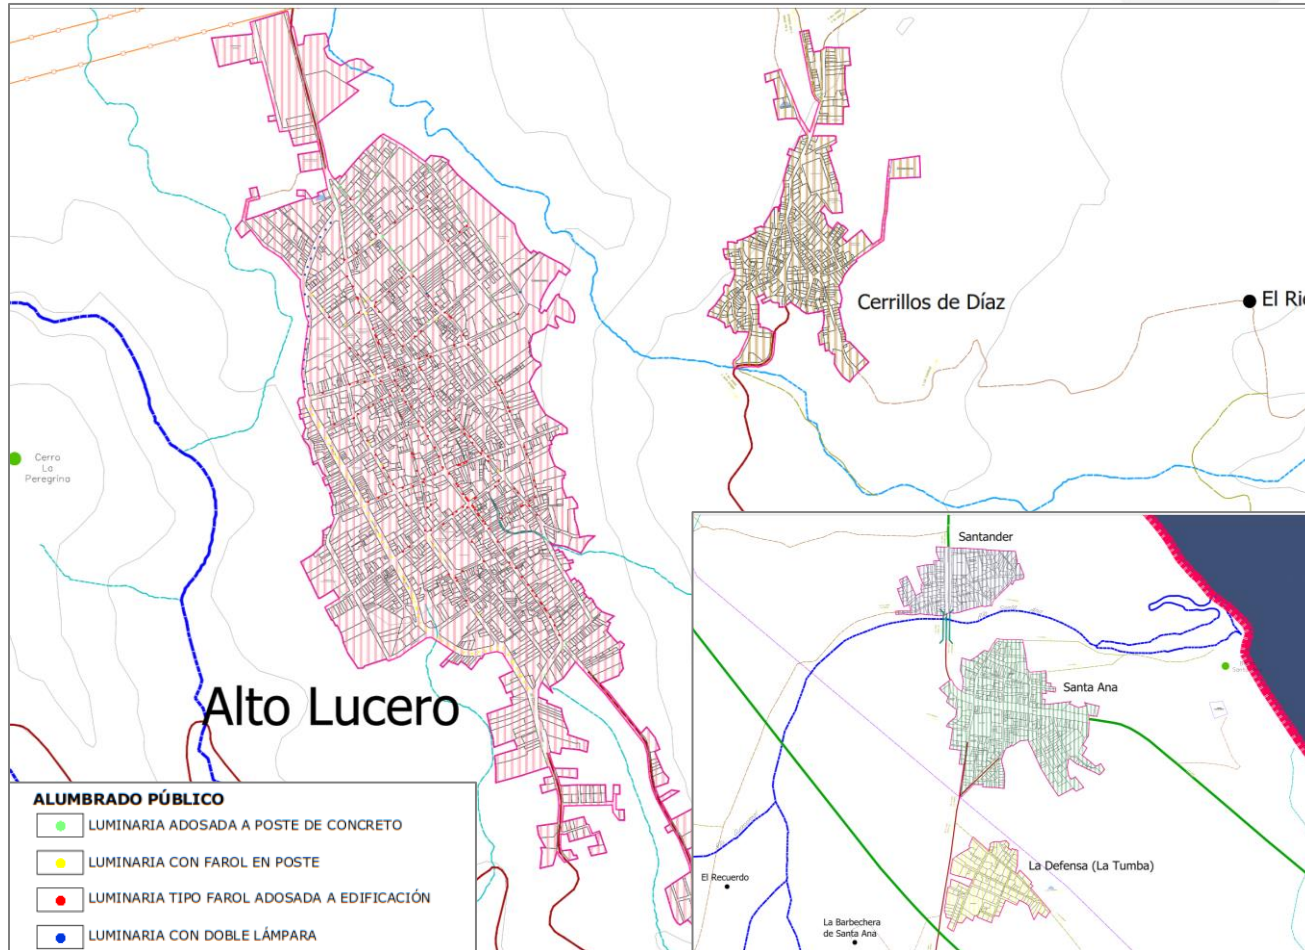 Cerrillos de Díaz
El Ri
Cerro
La
Peregrina
Alto Lucero
Santander
Santa Ana
La Defensa (La Tumba)
El Recuerdo
La Barbechera
de Santa Ana
ALUMBRADO PÚBLICO
LUMINARIA ADOSADA A POSTE DE CONCRETO
LUMINARIA CON FAROL EN POSTE
LUMINARIA TIPO FAROL ADOSADA A EDIFICACIÓN
LUMINARIA CON DOBLE LÁMPARA